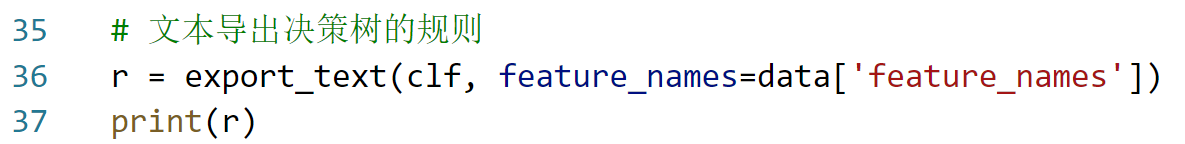 35 # 文本导出决策树的规则
36 r = export_text(clf, feature_names=data['feature_names'])
37 print(r)